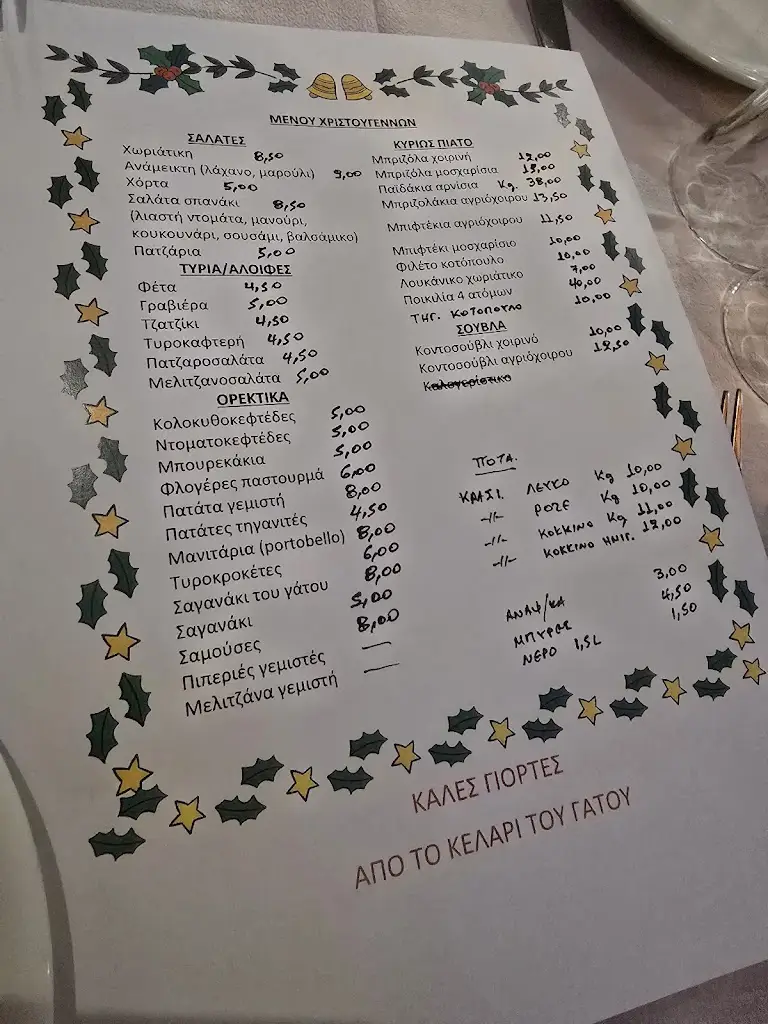 ΜΕΝΟΥ ΧΡΙΣΤΟΥΓΕΝΝΩΝ
ΣΑΛΑΤΕΣ
Χωριάτικη 8,50
Ανάμεικτη (λάχανο, μαρούλι) 9,00
Χόρτα 5,00
Σαλάτα σπανάκι 8,50
(λιαστή ντομάτα, μανούρι,
κουκουνάρι, σουσάμι, βαλσάμικο)
Πατζάρια 5,00
ΤΥΡΙΑ/ΑΛΟΙΦΕΣ
Φέτα 4,50
Γραβιέρα 5,00
Τζατζίκι 4,50
Τυροκαφτερή 4,50
Πατζαροσαλάτα 4,50
Μελιτζανοσαλάτα 5,00
ΟΡΕΚΤΙΚΑ
Κολοκυθοκεφτέδες 5,00
Ντοματοκεφτέδες 5,00
Μπουρεκάκια 5,00
Φλογέρες παστουρμά 6,00
Πατάτα γεμιστή 8,00
Πατάτες τηγανιτές 4,50
Μανιτάρια (portobello) 8,00
Τυροκροκέτες 6,00
Σαγανάκι του γάτου 8,00
Σαγανάκι 5,00
Σαμούσες 8,00
Πιπεριές γεμιστές —
Μελιτζάνα γεμιστή —
ΚΥΡΙΩΣ ΠΙΑΤΟ
Μπριζόλα χοιρινή 12,00
Μπριζόλα μοσχαρίσια 15,00
Παϊδάκια αρνίσια Kg. 38,00
Μπριζολάκια αγριόχοιρου 13,50
Μπιφτέκια αγριόχοιρου 11,50
Μπιφτέκι μοσχαρίσιο 10,00
Φιλέτο κοτόπουλο 10,00
Λουκάνικο χωριάτικο 7,00
Ποικιλία 4 ατόμων 40,00
ΤΗΓ. ΚΟΤΟΠΟΥΛΟ 10,00
ΣΟΥΒΛΑ
Κοντοσούβλι χοιρινό 10,00
Κοντοσούβλι αγριόχοιρου 12,50
Καλογερίστικο
ΠΟΤΑ.
ΚΡΑΣΙ. ΛΕΥΚΟ Kg 10,00
-//- ΡΟΖΕ Kg 10,00
-//- ΚΟΚΚΙΝΟ Kg 11,00
-//- ΚΟΚΚΙΝΟ ΗΜΙΓ. 12,00
ΑΝΑΨ/ΚΑ 3,00
ΜΠΥΡΕΣ 4,50
ΝΕΡΟ 1,5L 1,50
ΚΑΛΕΣ ΓΙΟΡΤΕΣ
ΑΠΟ ΤΟ ΚΕΛΑΡΙ ΤΟΥ ΓΑΤΟΥ